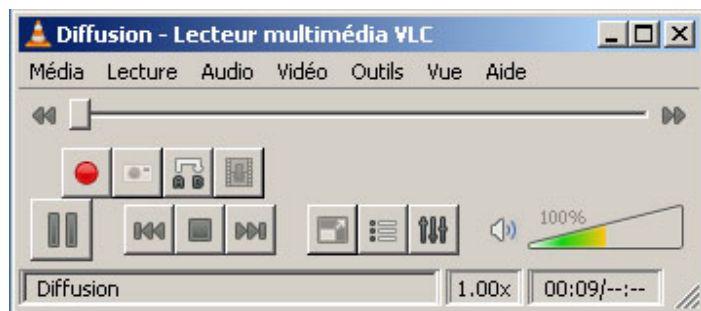 Diffusion - Lecteur multimédia VLC
Média Lecture Audio Vidéo Outils Vue Aide
A B
100%
Diffusion 1.00x 00:09/--:--